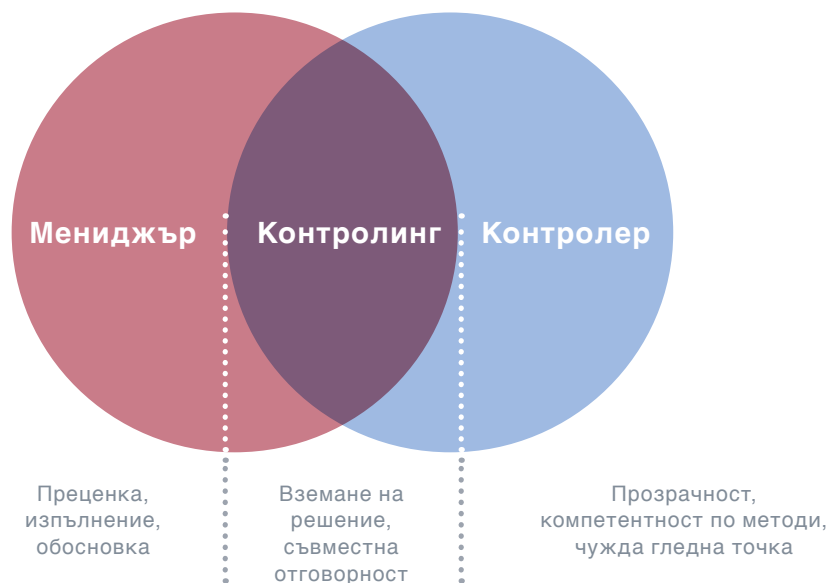 Мениджър
Контролинг
Контролер
Преценка,
изпълнение,
обосновка
Вземане на
решение,
съвместна
отговорност
Прозрачност,
компетентност по методи,
чужда гледна точка